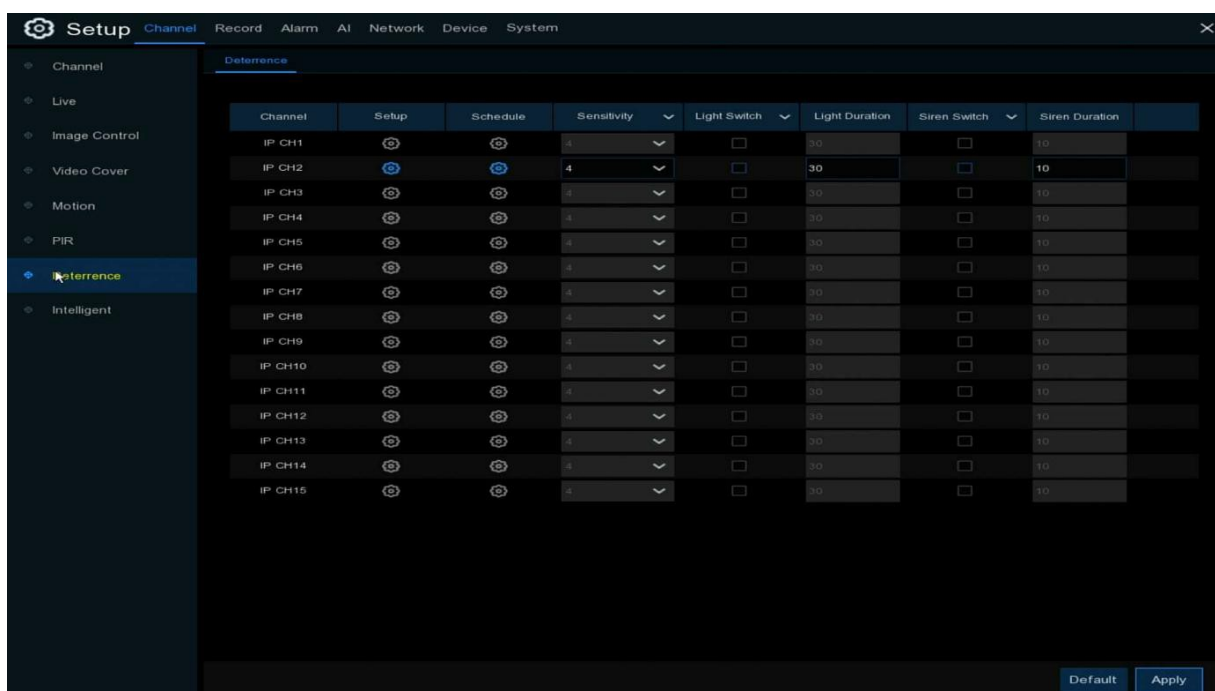 Setup Channel Record Alarm AI Network Device System
Channel
Live
Image Control
Video Cover
Motion
PIR
Deterrence
Intelligent
Deterrence
Channel Setup Schedule Sensitivity Light Switch Light Duration Siren Switch Siren Duration
IP CH1 4 30 10
IP CH2 4 30 10
IP CH3 4 30 10
IP CH4 4 30 10
IP CH5 4 30 10
IP CH6 4 30 10
IP CH7 4 30 10
IP CH8 4 30 10
IP CH9 4 30 10
IP CH10 4 30 10
IP CH11 4 30 10
IP CH12 4 30 10
IP CH13 4 30 10
IP CH14 4 30 10
IP CH15 4 30 10
Default Apply